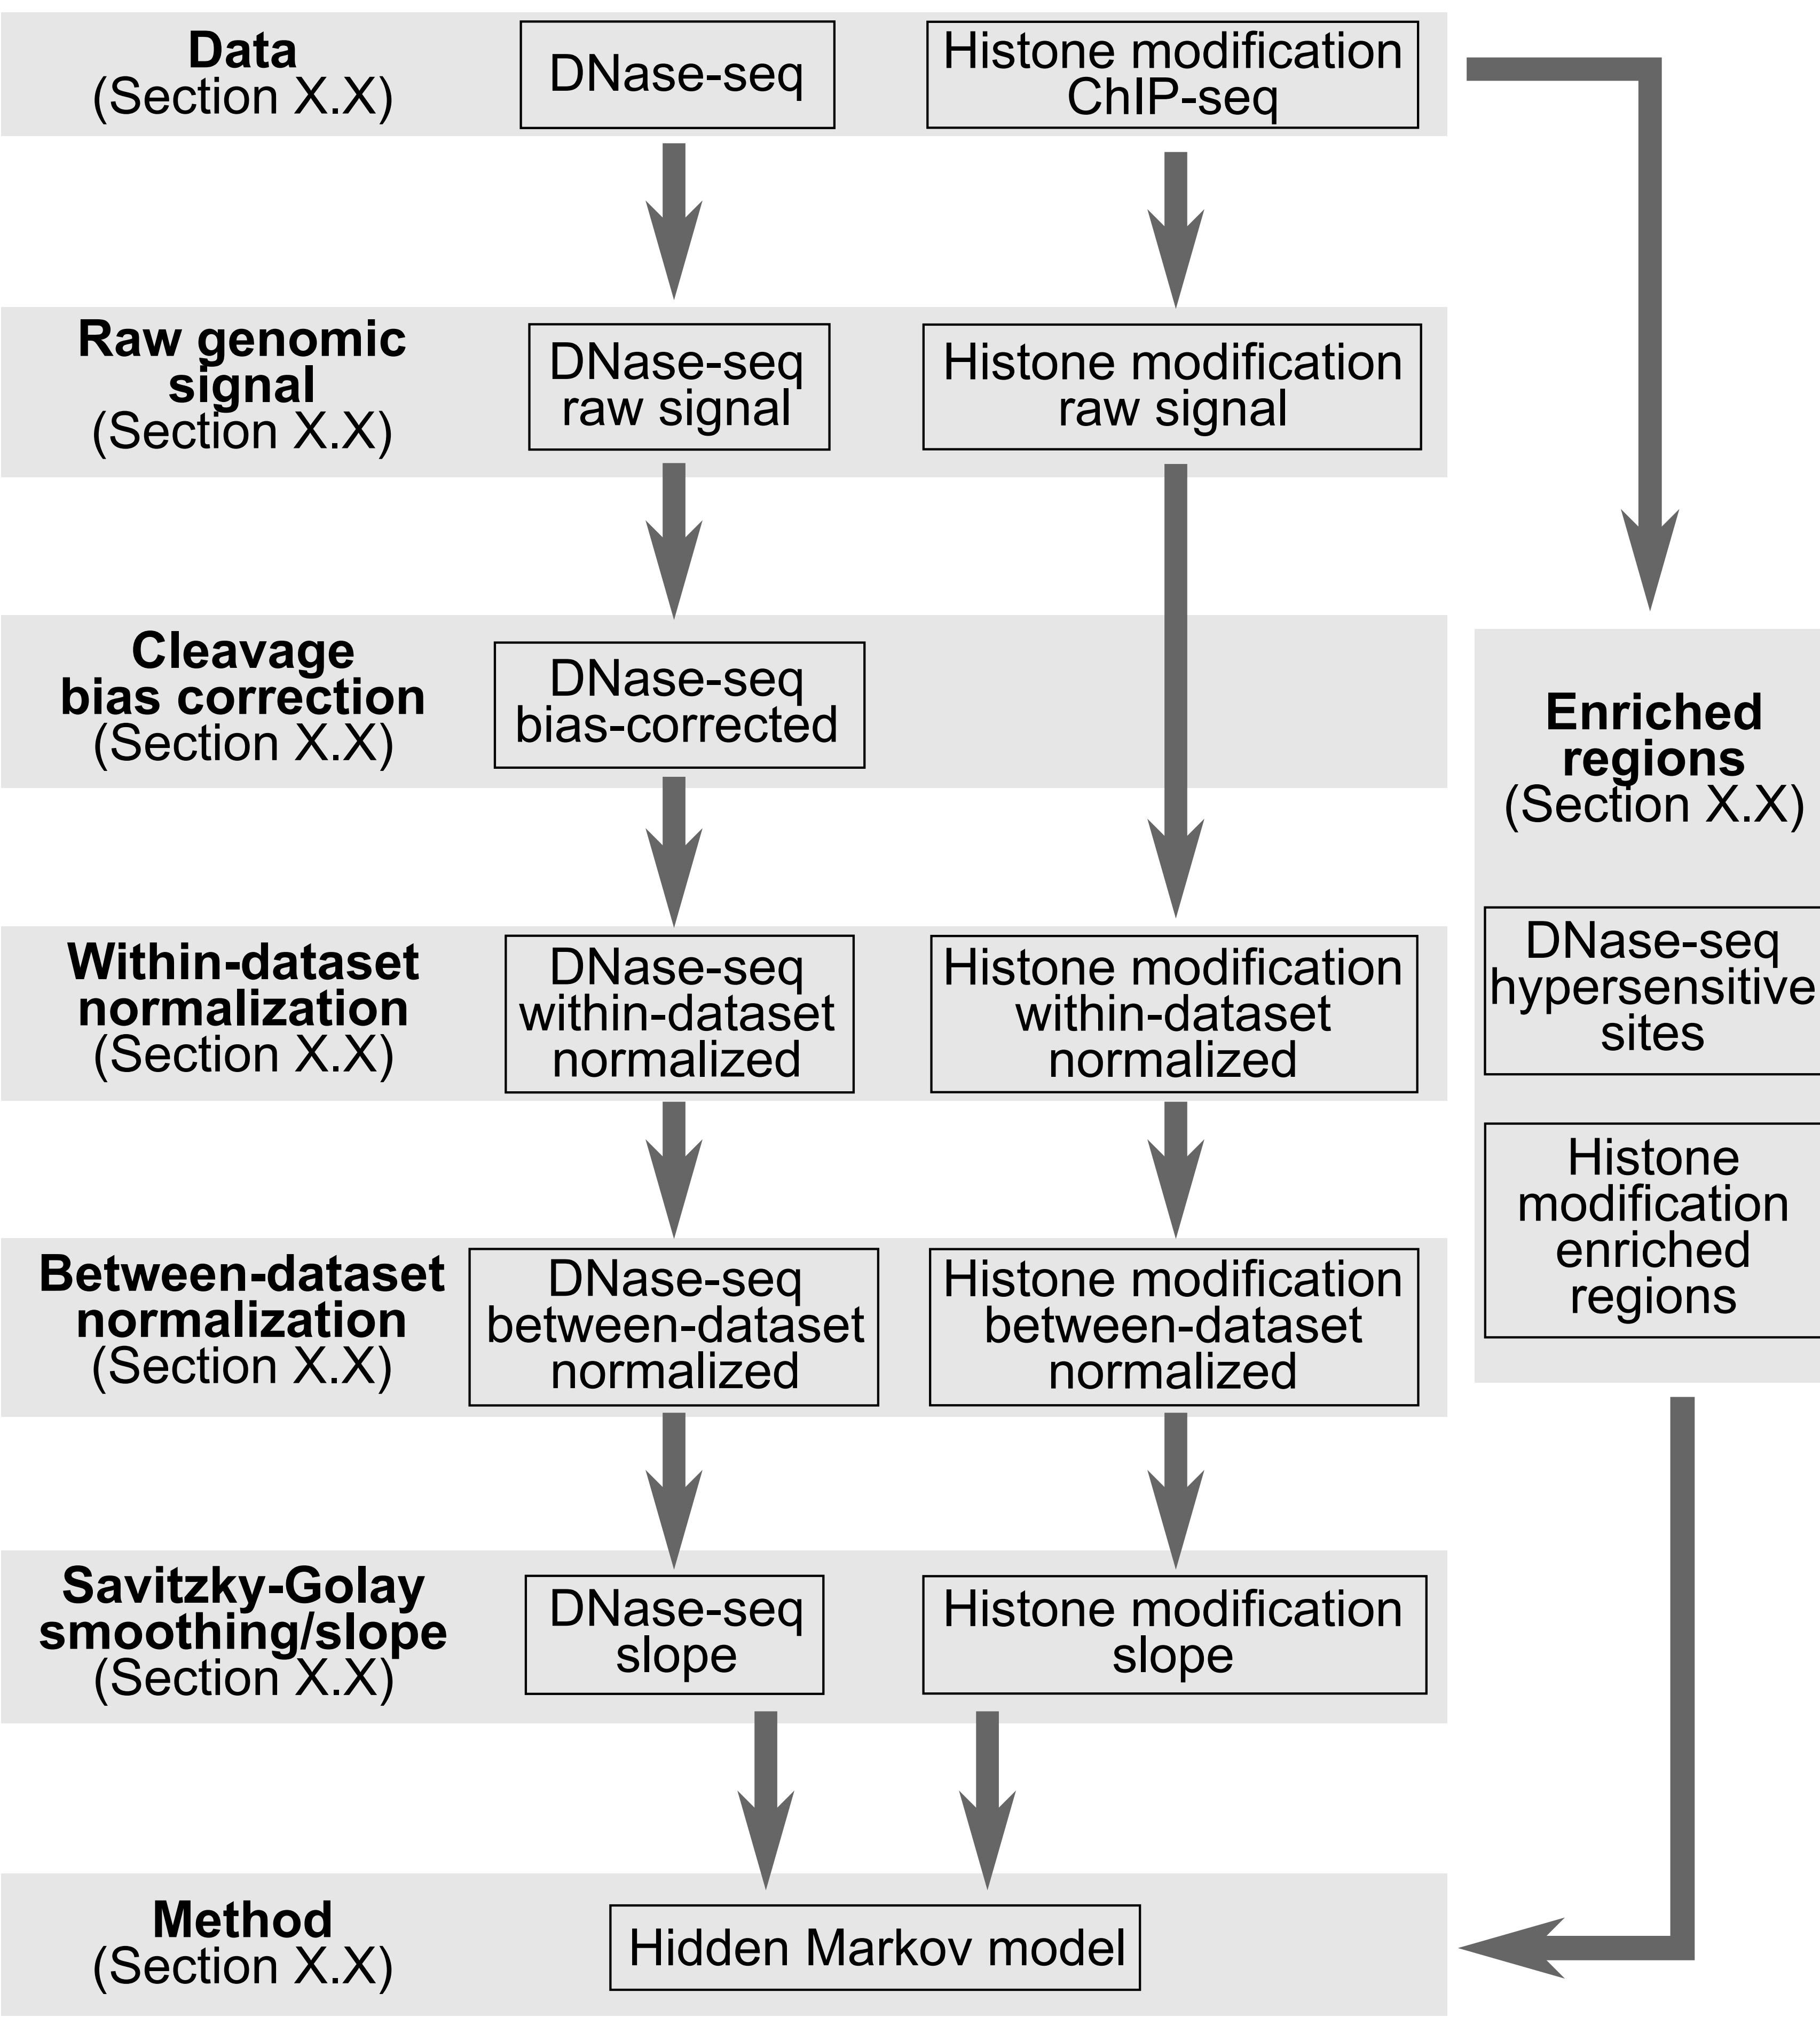 Data
(Section X.X)
DNase-seq
Histone modification
ChIP-seq
Raw genomic
signal
(Section X.X)
DNase-seq
raw signal
Histone modification
raw signal
Cleavage
bias correction
(Section X.X)
DNase-seq
bias-corrected
Within-dataset
normalization
(Section X.X)
DNase-seq
within-dataset
normalized
Histone modification
within-dataset
normalized
Between-dataset
normalization
(Section X.X)
DNase-seq
between-dataset
normalized
Histone modification
between-dataset
normalized
Savitzky-Golay
smoothing/slope
(Section X.X)
DNase-seq
slope
Histone modification
slope
Method
(Section X.X)
Hidden Markov model
Enriched
regions
(Section X.X)
DNase-seq
hypersensitive
sites
Histone
modification
enriched
regions